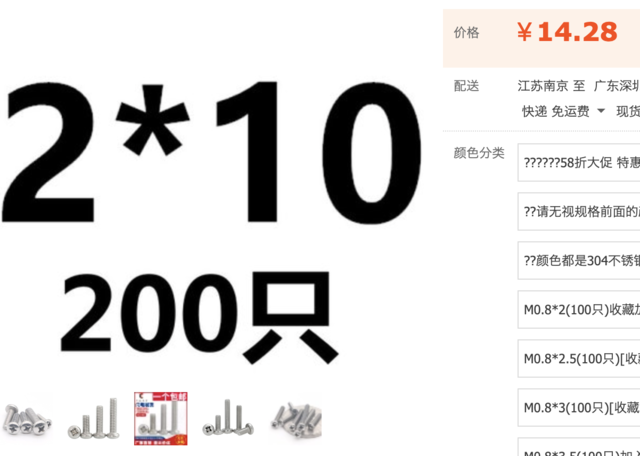 2*10
200只
价格
¥14.28
配送
江苏南京 至 广东深圳
快递 免运费
现货
颜色分类
??????58折大促 特惠
??请无视规格前面的
??颜色都是304不锈
M0.8*2(100只)收藏
M0.8*2.5(100只)[收
M0.8*3(100只)[收藏
M0.8*3.5(100只)加